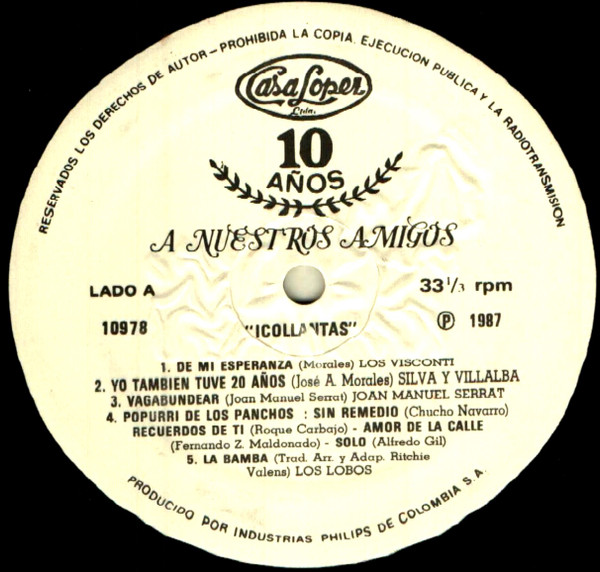 RESERVADOS LOS DERECHOS DE AUTOR – PROHIBIDA LA COPIA, EJECUCION PUBLICA Y LA RADIOTRANSMISION
Casa Lopez
Ltda.
10
AÑOS
A NUESTROS AMIGOS
LADO A
33 1/3 rpm
10978
"ICOLLANTAS"
Ⓟ 1987
1. DE MI ESPERANZA (Morales) LOS VISCONTI
2. YO TAMBIEN TUVE 20 AÑOS (José A. Morales) SILVA Y VILLALBA
3. VAGABUNDEAR (Joan Manuel Serrat) JOAN MANUEL SERRAT
4. POPURRI DE LOS PANCHOS : SIN REMEDIO (Chucho Navarro)
RECUERDOS DE TI (Roque Carbajo) - AMOR DE LA CALLE
(Fernando Z. Maldonado) - SOLO (Alfredo Gil)
5. LA BAMBA (Trad. Arr. y Adap. Ritchie
Valens) LOS LOBOS
PRODUCIDO POR INDUSTRIAS PHILIPS DE COLOMBIA S.A.